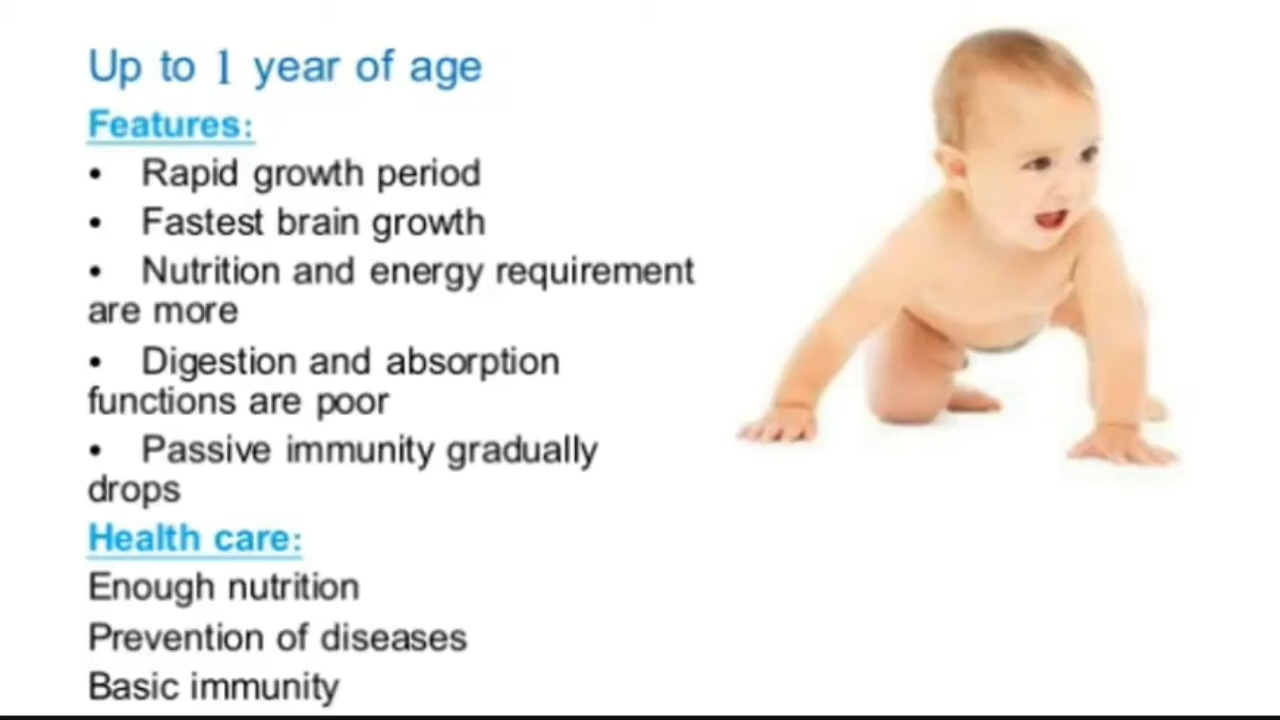 Up to 1 year of age
Features:
• Rapid growth period
• Fastest brain growth
• Nutrition and energy requirement
are more
• Digestion and absorption
functions are poor
• Passive immunity gradually
drops
Health care:
Enough nutrition
Prevention of diseases
Basic immunity